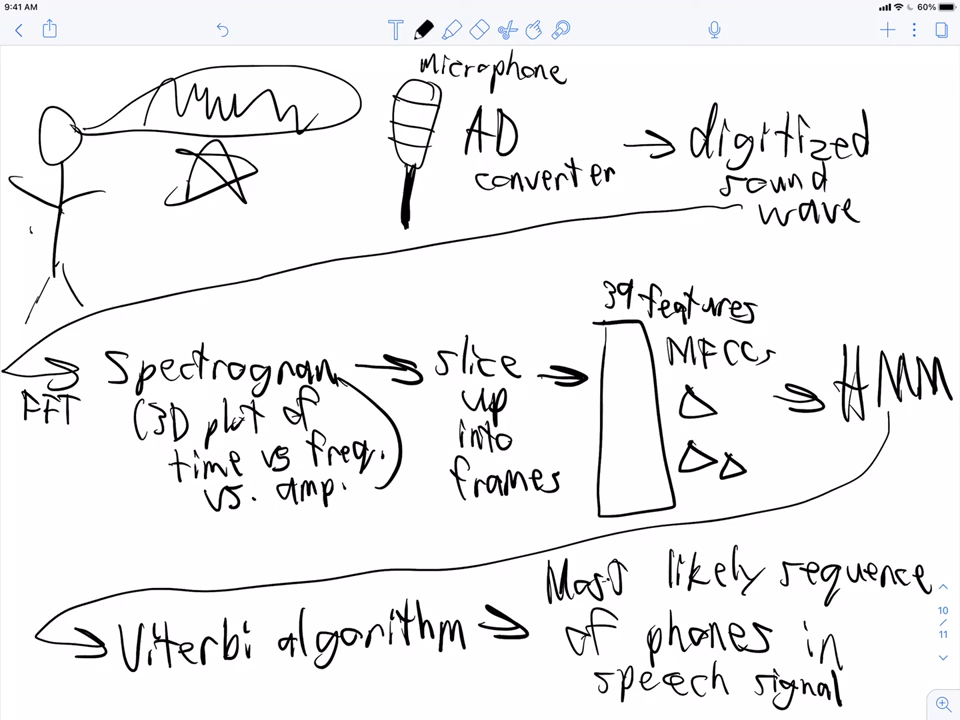 9:41 AM
60%
T
microphone
AD
converter
→ digitized
sound
wave
→ FFT
Spectrogram
(3D plot of
time vs freq.
vs. amp.
→ slice
up
into
frames
→ 39 features
MFCCs
△
△△
→ HMM
→ Viterbi algorithm →
Most likely sequence
of phones in
speech signal
10
/
11